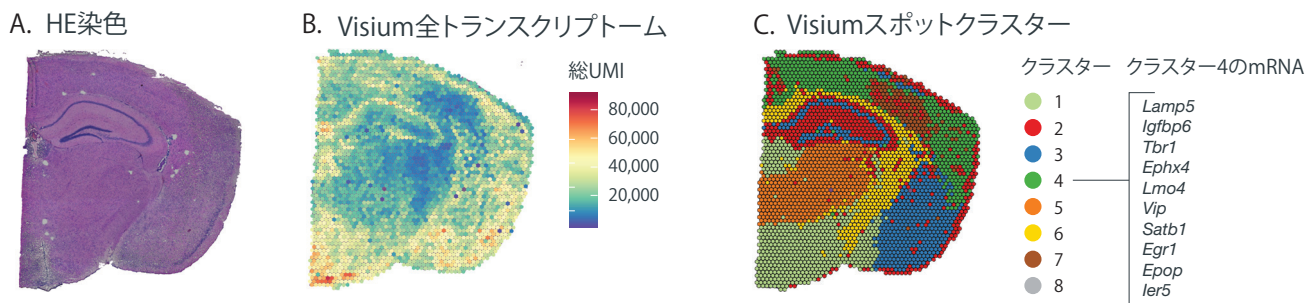 A. HE染色
B. Visium全トランスクリプトーム
総UMI
80,000
60,000
40,000
20,000
C. Visiumスポットクラスター
クラスター
1
2
3
4
5
6
7
8
クラスター4のmRNA
Lamp5
Igfbp6
Tbr1
Ephx4
Lmo4
Vip
Satb1
Egr1
Epop
Ier5